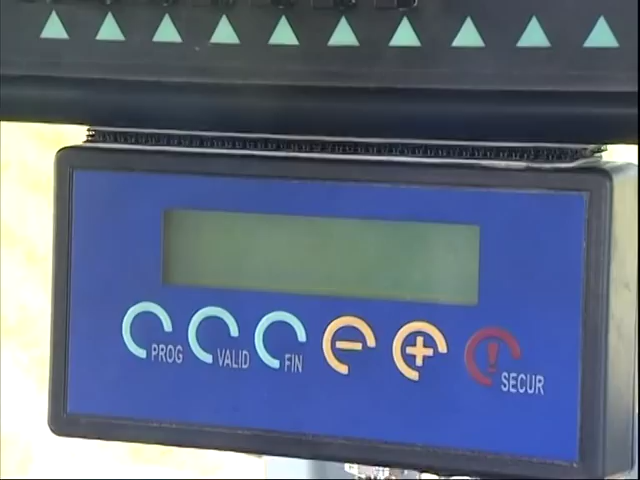 PROG VALID FIN - + ! SECUR